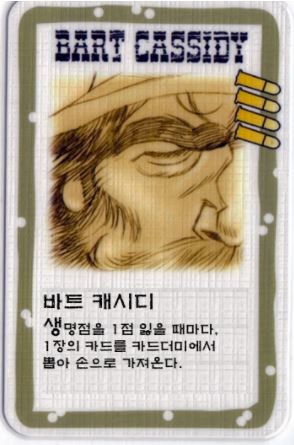 BART CASSIDY
바트 캐시디
생명점을 1점 잃을 때마다,
1장의 카드를 카드더미에서
뽑아 손으로 가져온다.